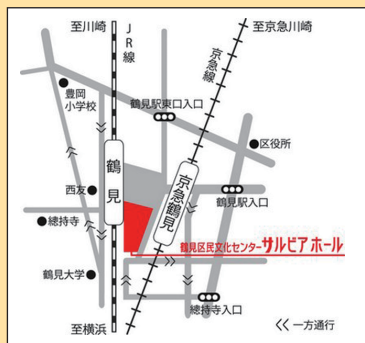 至川崎
JR線
至京急川崎
京急線
豊岡
小学校
鶴見駅東口入口
区役所
鶴見
西友
京急鶴見
鶴見駅入口
總持寺
鶴見区民文化センター サルビアホール
鶴見大学
總持寺入口
至横浜
一方通行